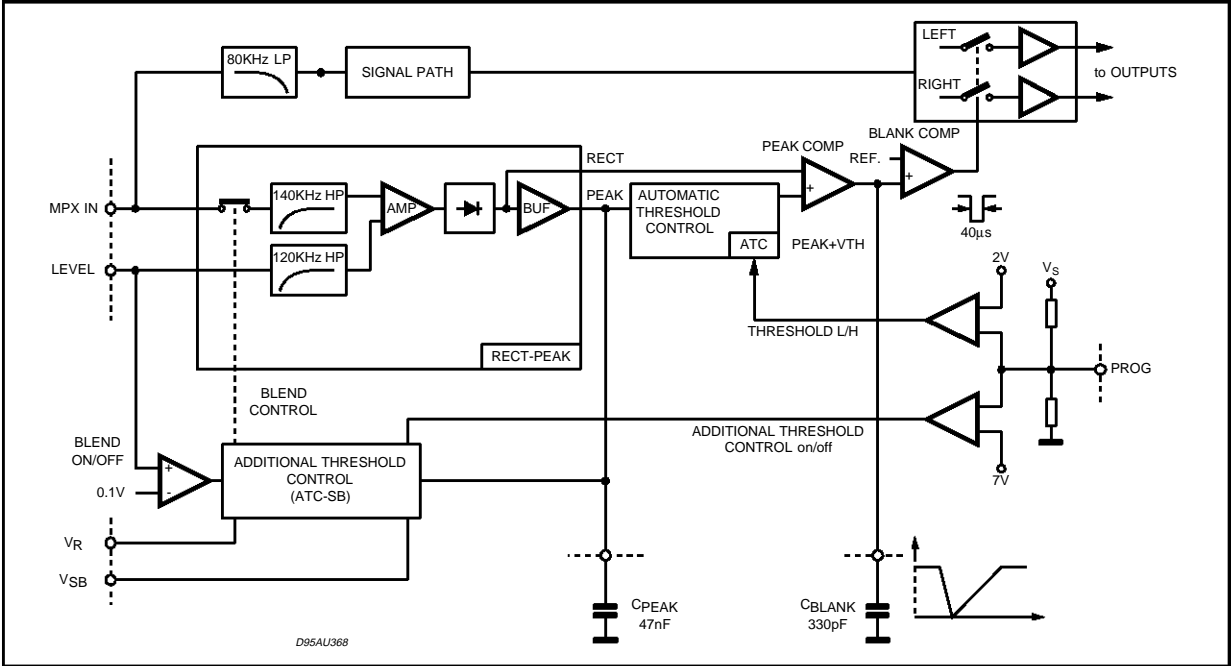 LEFT
80KHz LP
SIGNAL PATH
to OUTPUTS
RIGHT
BLANK COMP
PEAK COMP
REF.
+
RECT
MPX IN
140KHz HP
AMP
BUF
PEAK
AUTOMATIC
THRESHOLD
CONTROL
+
ATC
PEAK+VTH
40μs
LEVEL
120KHz HP
2V
VS
THRESHOLD L/H
RECT-PEAK
PROG
BLEND
CONTROL
BLEND
ON/OFF
ADDITIONAL THRESHOLD
CONTROL on/off
+
0.1V
-
ADDITIONAL THRESHOLD
CONTROL
(ATC-SB)
7V
VR
VSB
CPEAK
47nF
CBLANK
330pF
D95AU368